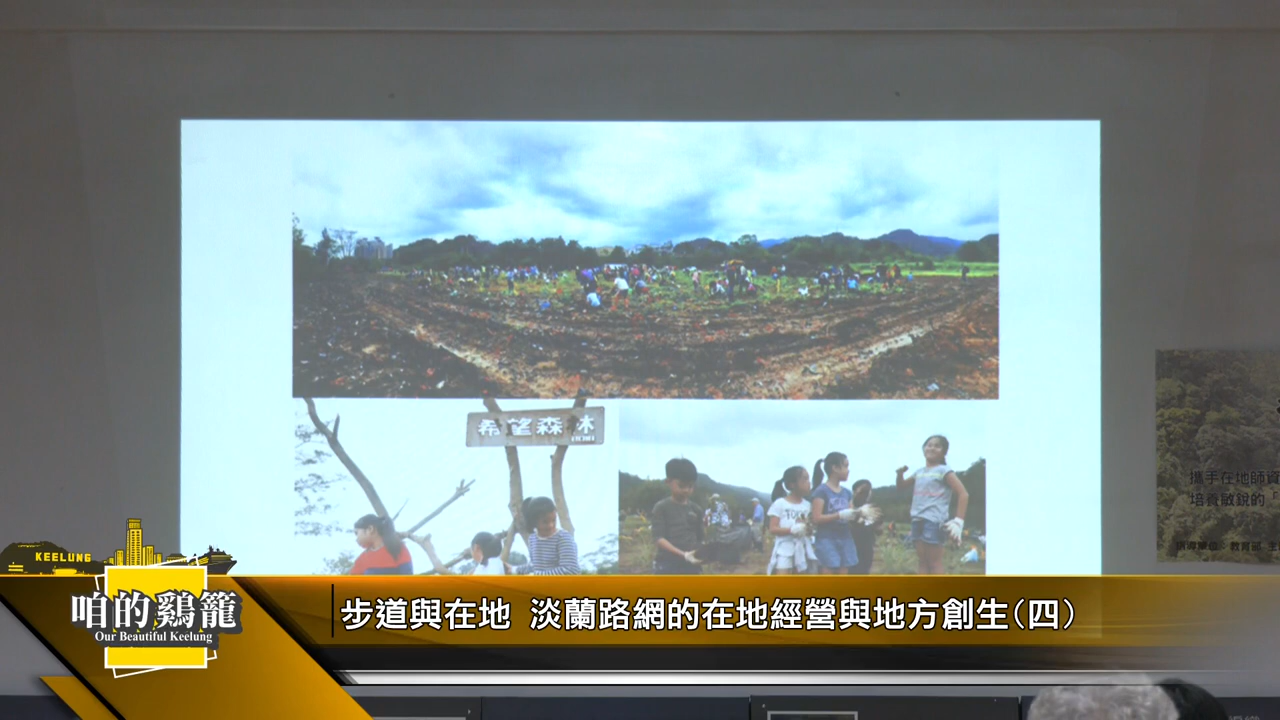 希望森林
攜手在地師資
培養敏銳的「
KEELUNG
咱的鷄籠
Our Beautiful Keelung
步道與在地 淡蘭路網的在地經營與地方創生(四)